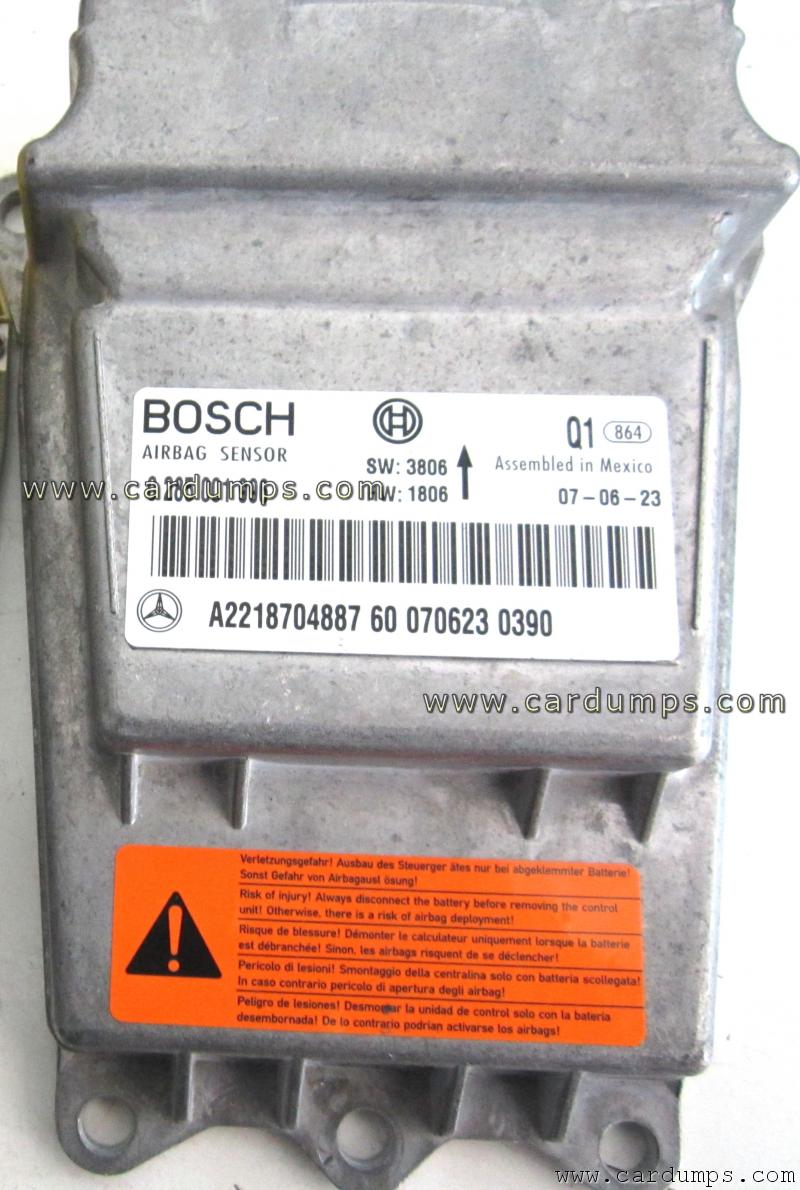 BOSCH
AIRBAG SENSOR
SW: 3806
HW: 1806
Q1 864
Assembled in Mexico
07-06-23
www.cardumps.com
A2218704887 60 070623 0390
www.cardumps.com
Verletzungsgefahr! Ausbau des Steuerger ätes nur bei abgeklemmter Batterie!
Sonst Gefahr von Airbagausl ösung!
Risk of injury! Always disconnect the battery before removing the control
unit! Otherwise, there is a risk of airbag deployment!
Risque de blessure! Démonter le calculateur uniquement lorsque la batterie
est débranchée! Sinon, les airbags risquent de se déclencher!
Pericolo di lesioni! Smontaggio della centralina solo con batteria scollegata!
In caso contrario pericolo di apertura degli airbag!
Peligro de lesiones! Desmontar la unidad de control solo con la bateria
desembornada! De lo contrario podrian activarse los airbags!
www.cardumps.com